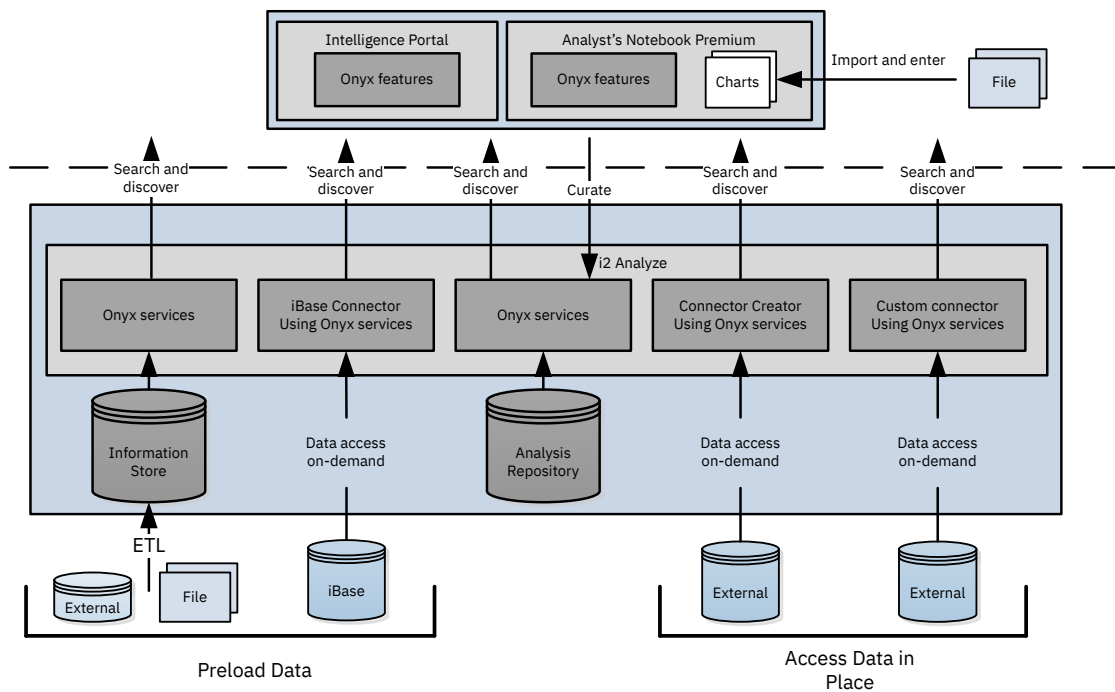 Intelligence Portal
Onyx features
Analyst's Notebook Premium
Onyx features
Charts
Import and enter
File
Search and
discover
Search and
discover
Search and
discover
Curate
Search and
discover
Search and
discover
i2 Analyze
Onyx services
iBase Connector
Using Onyx services
Onyx services
Connector Creator
Using Onyx services
Custom connector
Using Onyx services
Information
Store
Data access
on-demand
Analysis
Repository
Data access
on-demand
Data access
on-demand
ETL
External
File
iBase
External
External
Preload Data
Access Data in
Place